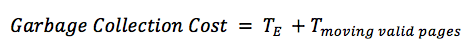 Garbage Collection Cost = T_E + T_moving valid pages